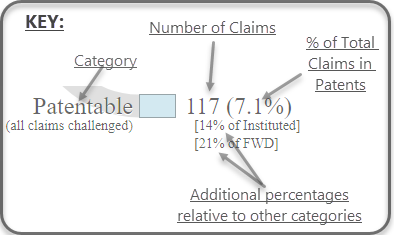 KEY:
Number of Claims
% of Total
Claims in
Patents
Category
Patentable 117 (7.1%)
(all claims challenged) [14% of Instituted]
[21% of FWD]
Additional percentages
relative to other categories